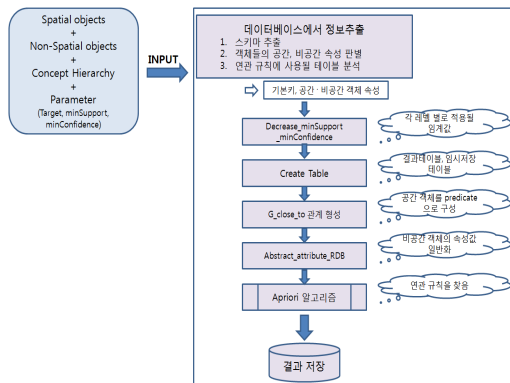 Spatial objects
+
Non-Spatial objects
+
Concept Hierarchy
+
Parameter
(Target, minSupport,
minConfidence)
INPUT
데이터베이스에서 정보추출
1. 스키마 추출
2. 객체들의 공간, 비공간 속성 판별
3. 연관 규칙에 사용될 테이블 분석
기본키, 공간 · 비공간 객체 속성
Decrease_minSupport
_minConfidence
각 레벨 별로 적용될
임계값
Create Table
결과테이블, 임시저장
테이블
G_close_to 관계 형성
공간 객체를 predicate
으로 구성
Abstract_attribute_RDB
비공간 객체의 속성값
일반화
Apriori 알고리즘
연관 규칙을 찾음
결과 저장